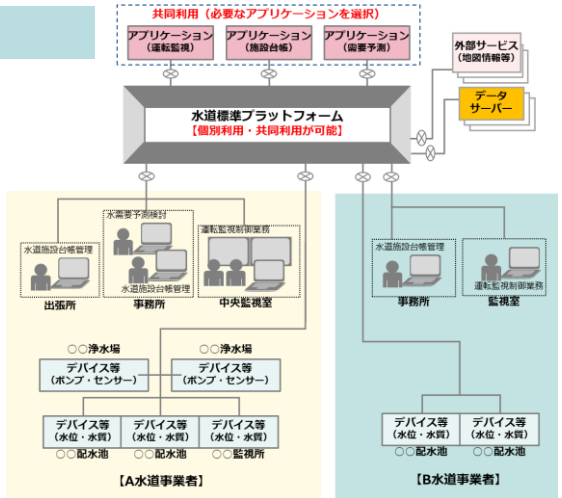 共同利用（必要なアプリケーションを選択）
アプリケーション
（運転監視）
アプリケーション
（施設台帳）
アプリケーション
（需要予測）
外部サービス
（地図情報等）
データ
サーバー
水道標準プラットフォーム
【個別利用・共同利用が可能】
水道施設台帳管理
出張所
水需要予測検討
水道施設台帳管理
事務所
運転監視制御業務
中央監視室
水道施設台帳管理
事務所
運転監視制御業務
監視室
○○浄水場
デバイス等
（ポンプ・センサー）
○○浄水場
デバイス等
（ポンプ・センサー）
デバイス等
（水位・水質）
○○配水池
デバイス等
（水位・水質）
○○配水池
デバイス等
（水位・水質）
○○監視所
デバイス等
（水位・水質）
○○配水池
デバイス等
（水位・水質）
○○配水池
【A水道事業者】
【B水道事業者】